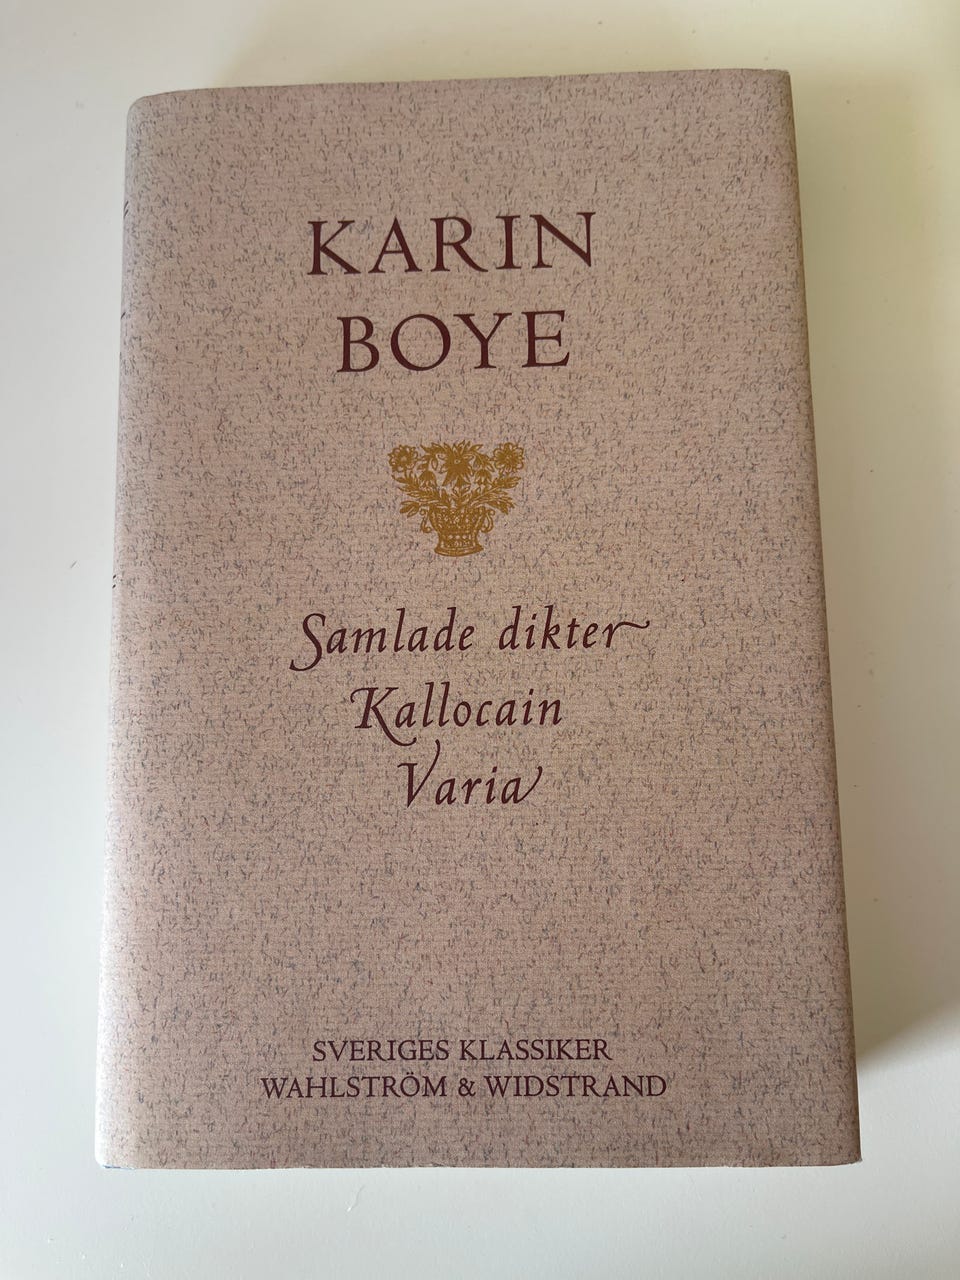 KARIN
BOYE
Samlade dikter
Kallocain
Varia
SVERIGES KLASSIKER
WAHLSTRÖM & WIDSTRAND